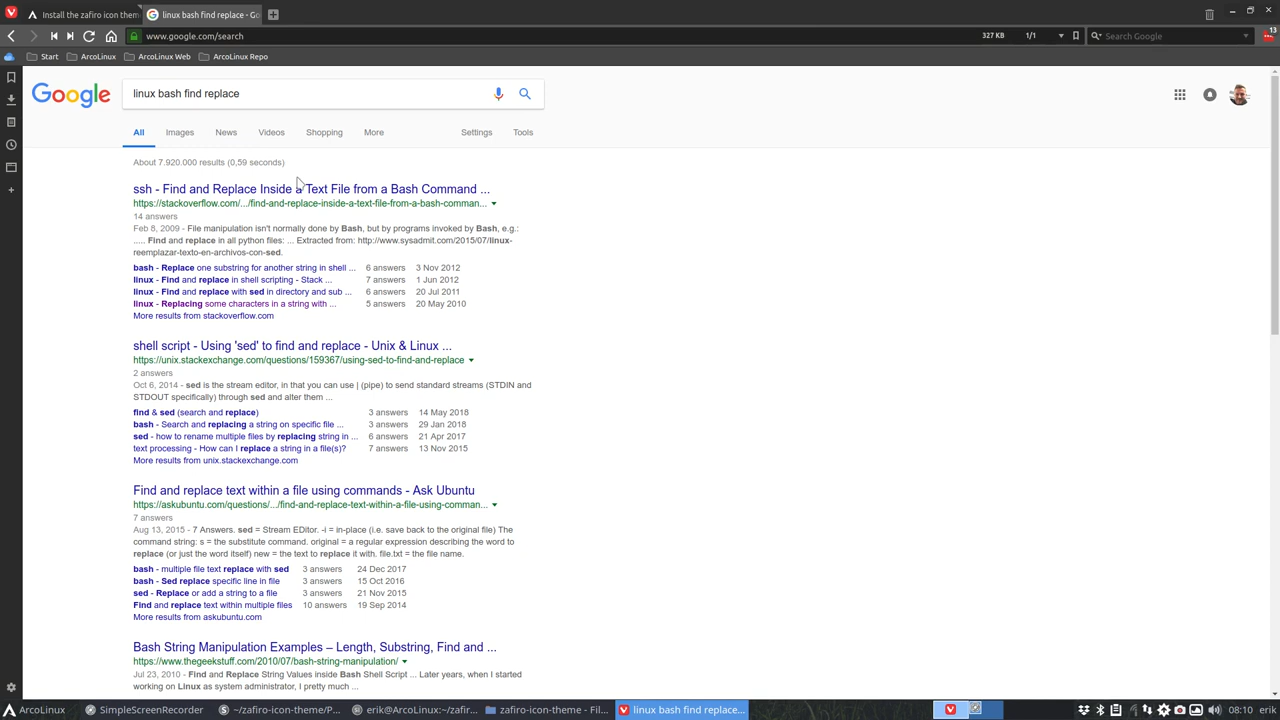 Install the zafiro icon them
linux bash find replace - Go
www.google.com/search
327 KB
1/1
Search Google
13
Start
ArcoLinux
ArcoLinux Web
ArcoLinux Repo
Google
linux bash find replace
All
Images
News
Videos
Shopping
More
Settings
Tools
About 7.920.000 results (0,59 seconds)
ssh - Find and Replace Inside a Text File from a Bash Command ...
https://stackoverflow.com/.../find-and-replace-inside-a-text-file-from-a-bash-comman...
14 answers
Feb 8, 2009 - File manipulation isn't normally done by Bash, but by programs invoked by Bash, e.g.:
..... Find and replace in all python files: ... Extracted from: http://www.sysadmit.com/2015/07/linux-
reemplazar-texto-en-archivos-con-sed.
bash - Replace one substring for another string in shell ... 6 answers 3 Nov 2012
linux - Find and replace in shell scripting - Stack ... 7 answers 1 Jun 2012
linux - Find and replace with sed in directory and sub ... 6 answers 20 Jul 2011
linux - Replacing some characters in a string with ... 5 answers 20 May 2010
More results from stackoverflow.com
shell script - Using 'sed' to find and replace - Unix & Linux ...
https://unix.stackexchange.com/questions/159367/using-sed-to-find-and-replace
2 answers
Oct 6, 2014 - sed is the stream editor, in that you can use | (pipe) to send standard streams (STDIN and
STDOUT specifically) through sed and alter them ...
find & sed (search and replace) 3 answers 14 May 2018
bash - Search and replacing a string on specific file ... 3 answers 29 Jan 2018
sed - how to rename multiple files by replacing string in ... 6 answers 21 Apr 2017
text processing - How can I replace a string in a file(s)? 7 answers 13 Nov 2015
More results from unix.stackexchange.com
Find and replace text within a file using commands - Ask Ubuntu
https://askubuntu.com/questions/.../find-and-replace-text-within-a-file-using-comman...
7 answers
Aug 13, 2015 - 7 Answers. sed = Stream EDitor. -i = in-place (i.e. save back to the original file) The
command string: s = the substitute command. original = a regular expression describing the word to
replace (or just the word itself) new = the text to replace it with. file.txt = the file name.
bash - multiple file text replace with sed 3 answers 24 Dec 2017
bash - Sed replace specific line in file 3 answers 15 Oct 2016
sed - Replace or add a string to a file 3 answers 21 Nov 2015
Find and replace text within multiple files 10 answers 19 Sep 2014
More results from askubuntu.com
Bash String Manipulation Examples – Length, Substring, Find and ...
https://www.thegeekstuff.com/2010/07/bash-string-manipulation/
Jul 23, 2010 - Find and Replace String Values inside Bash Shell Script ... Later years, when I started
working on Linux as system administrator, I pretty much ...
ArcoLinux
SimpleScreenRecorder
zafiro-icon-theme/P...
erik@ArcoLinux:~/...
zafiro-icon-theme - Fil...
linux bash find replace...
08:10
erik